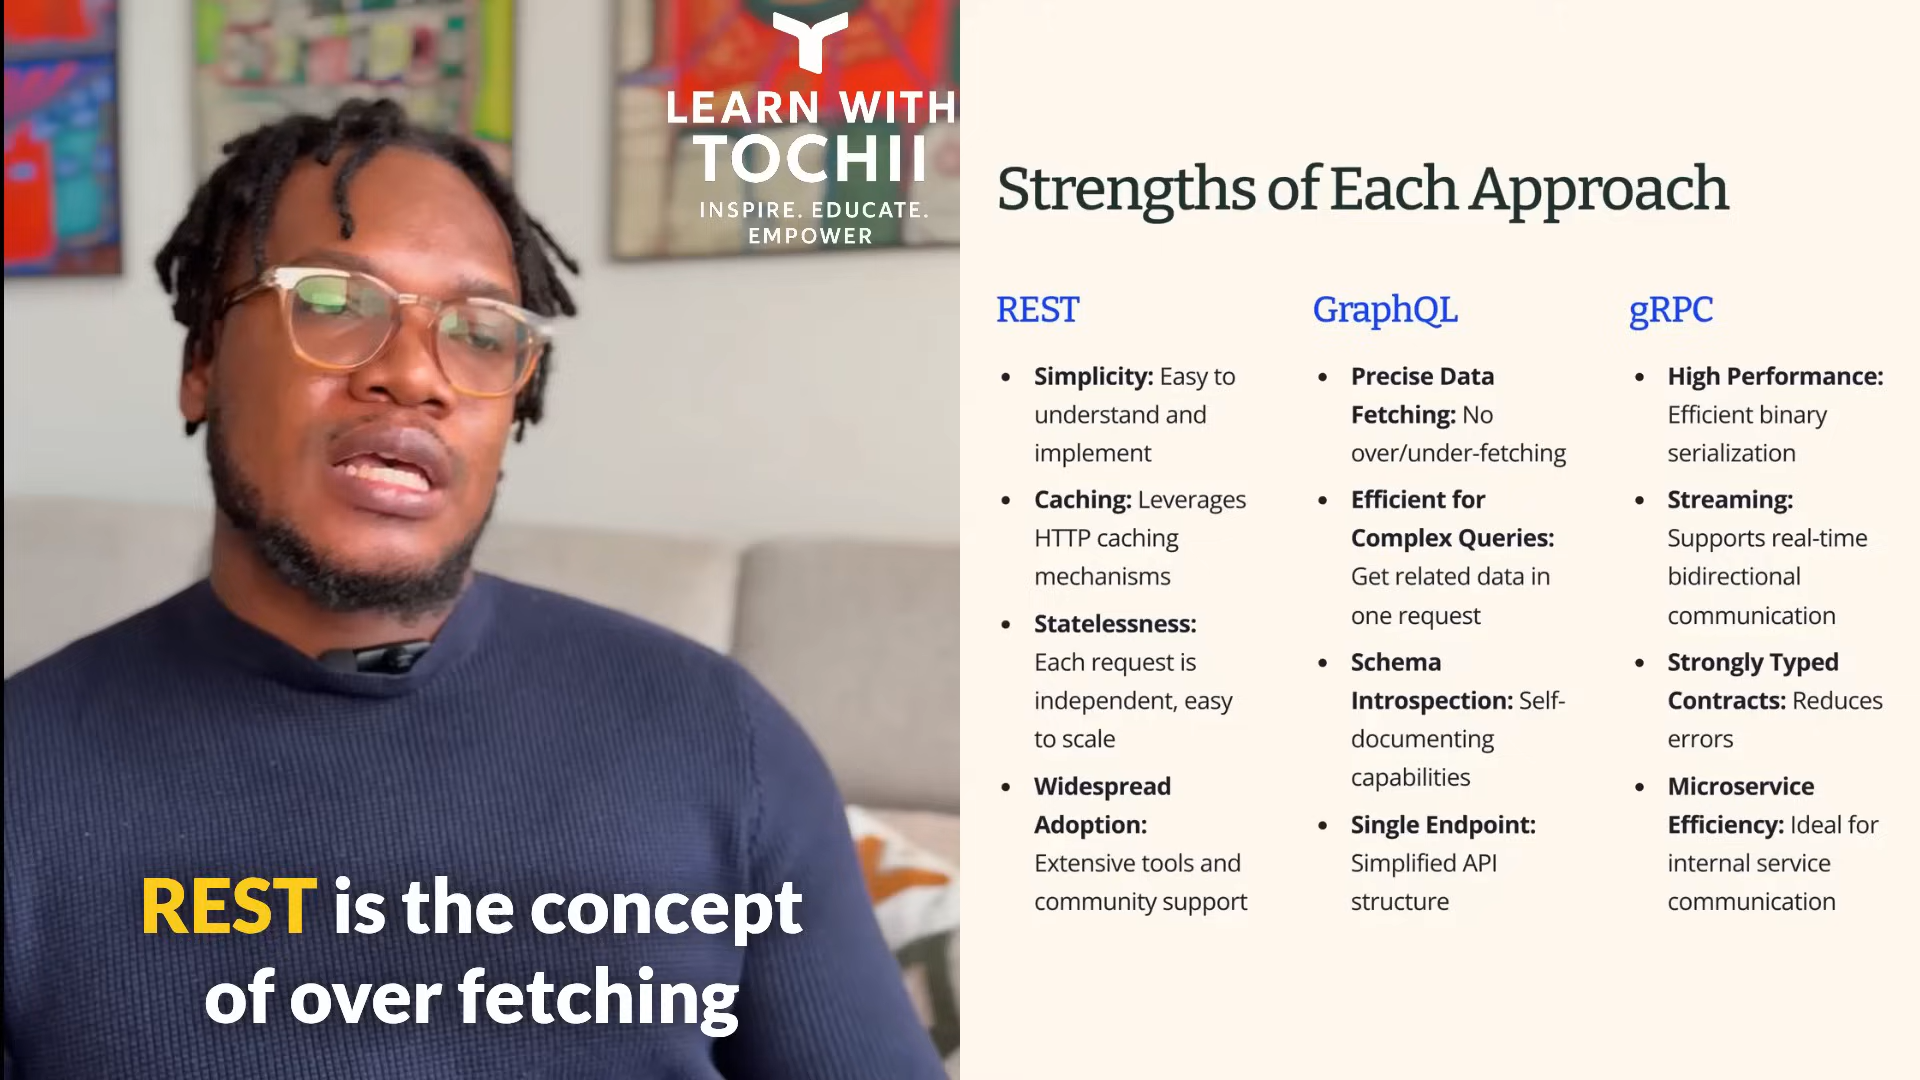 LEARN WITH
TOCHII
INSPIRE. EDUCATE.
EMPOWER
REST is the concept
of over fetching
Strengths of Each Approach
REST
Simplicity: Easy to
understand and
implement
Caching: Leverages
HTTP caching
mechanisms
Statelessness:
Each request is
independent, easy
to scale
Widespread
Adoption:
Extensive tools and
community support
GraphQL
Precise Data
Fetching: No
over/under-fetching
Efficient for
Complex Queries:
Get related data in
one request
Schema
Introspection: Self-
documenting
capabilities
Single Endpoint:
Simplified API
structure
gRPC
High Performance:
Efficient binary
serialization
Streaming:
Supports real-time
bidirectional
communication
Strongly Typed
Contracts: Reduces
errors
Microservice
Efficiency: Ideal for
internal service
communication